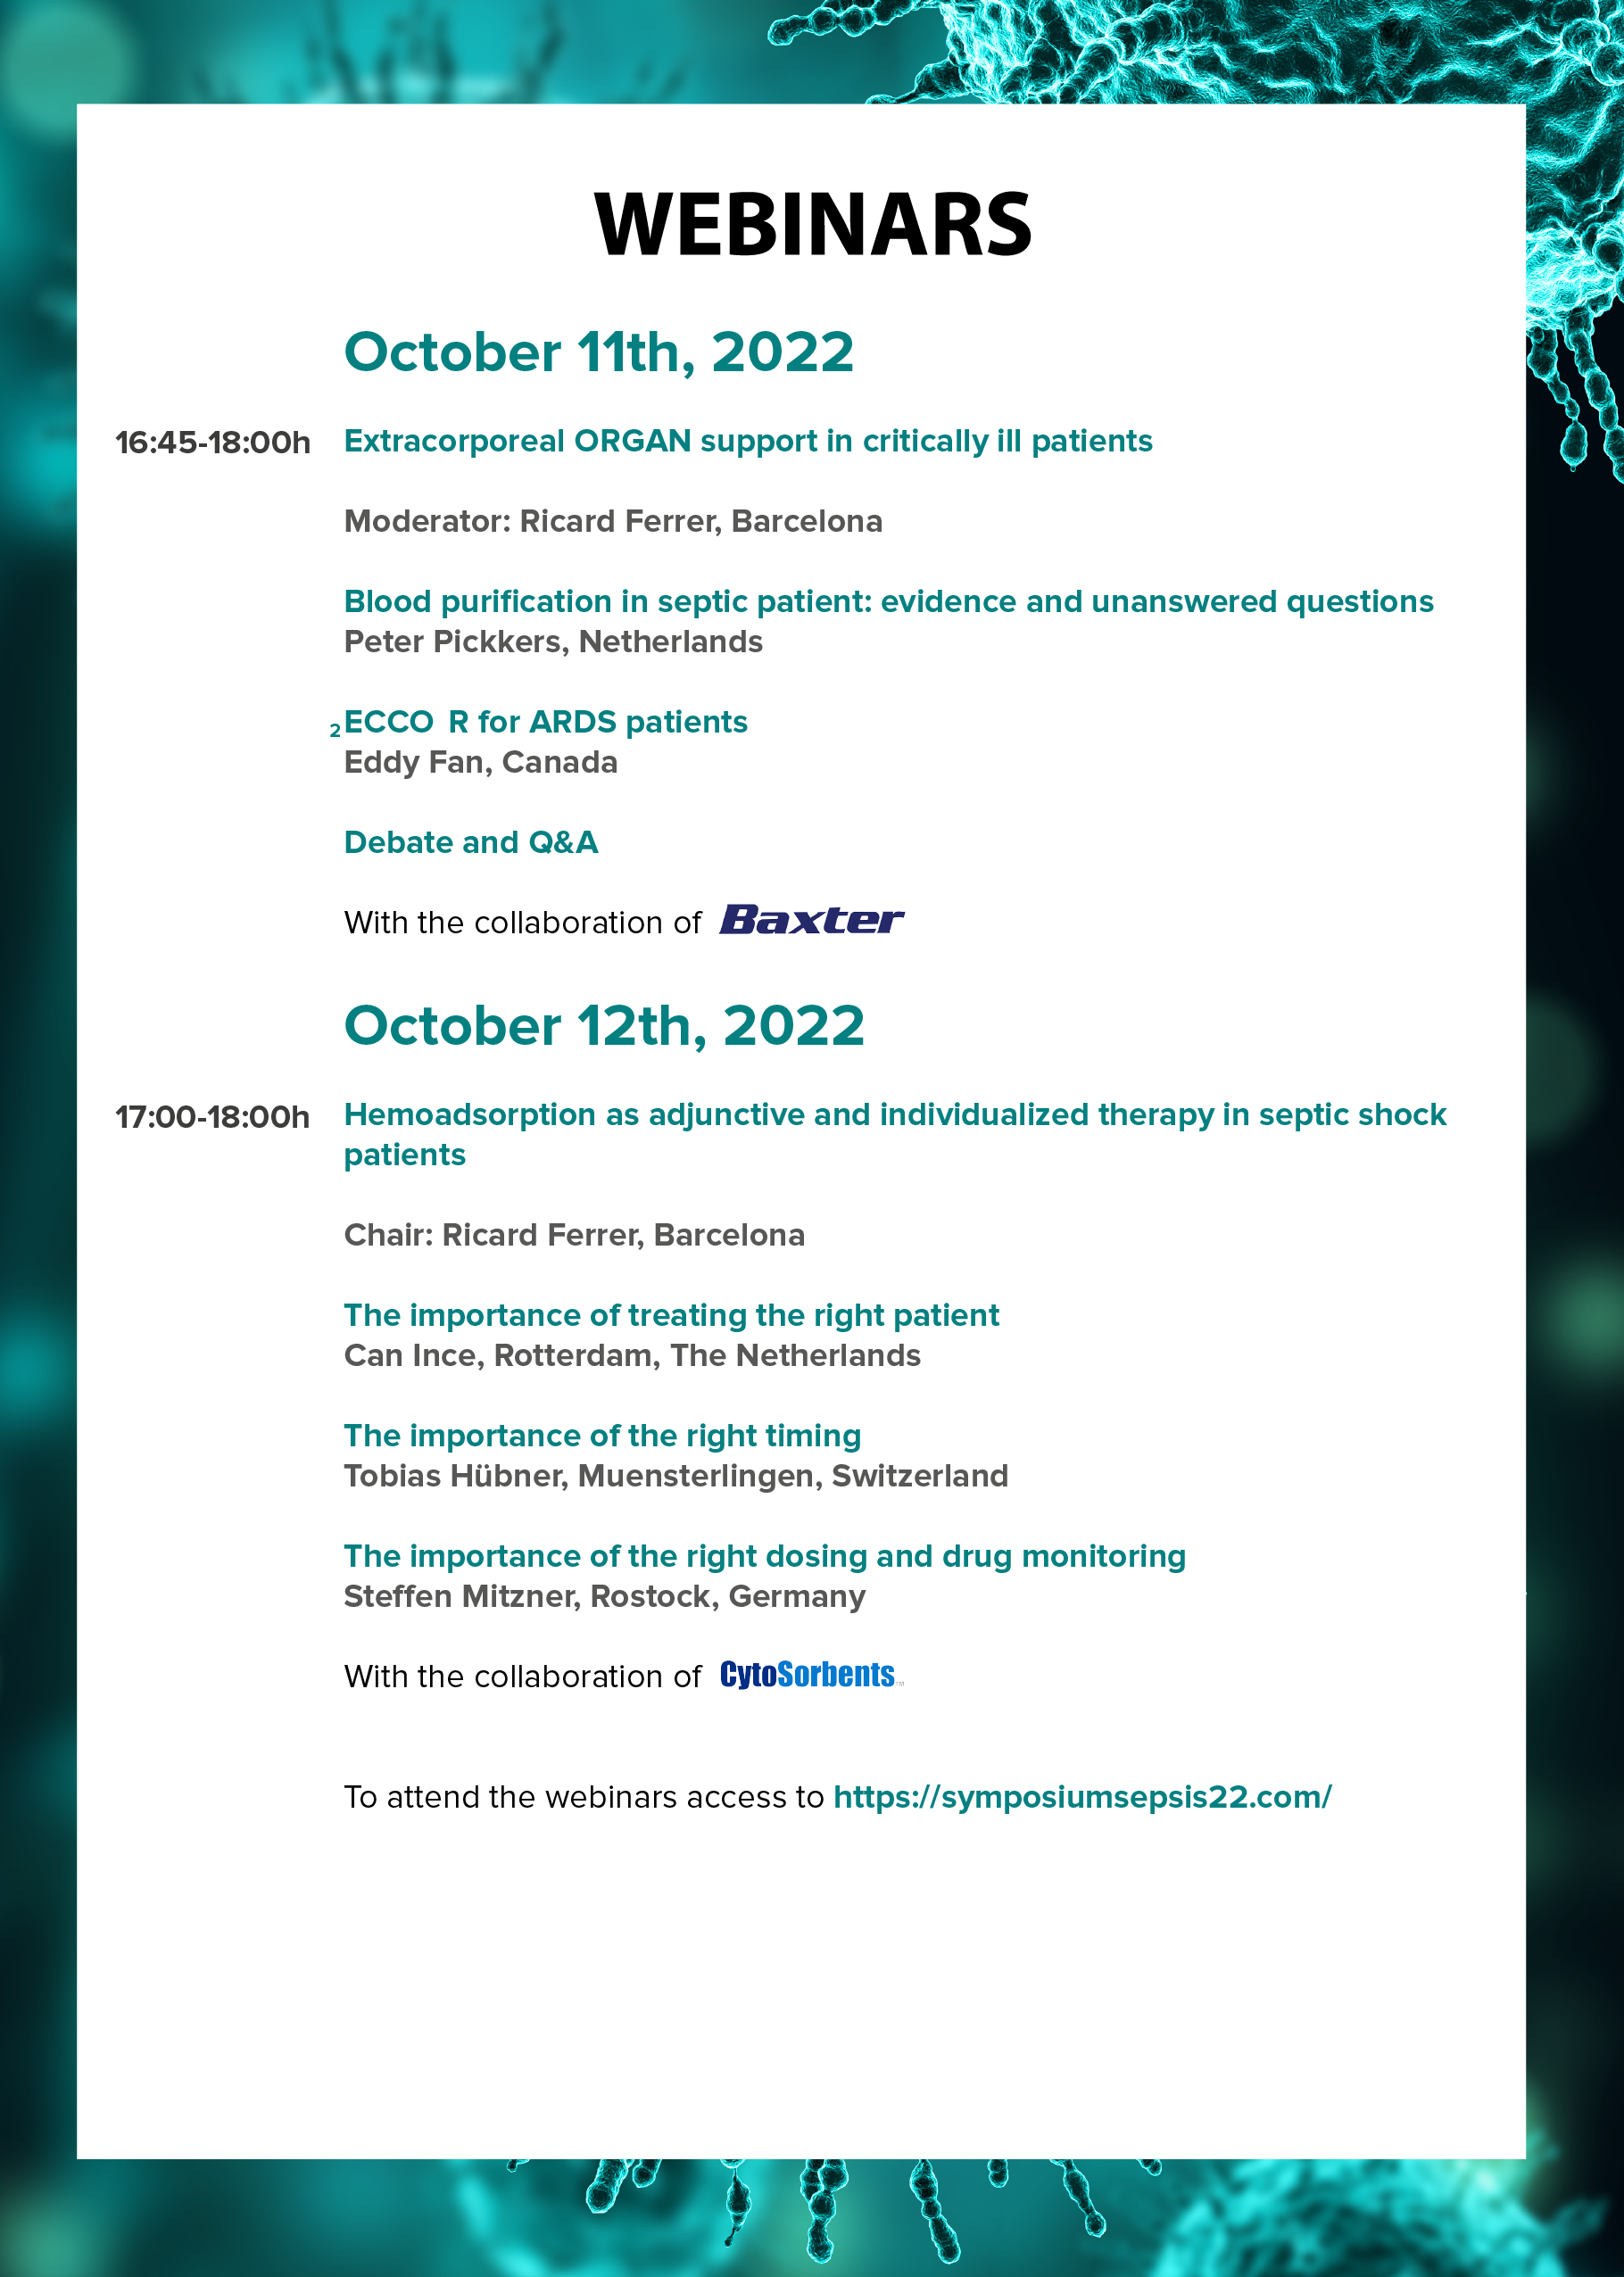 WEBINARS
October 11th, 2022
16:45-18:00h Extracorporeal ORGAN support in critically ill patients
Moderator: Ricard Ferrer, Barcelona
Blood purification in septic patient: evidence and unanswered questions
Peter Pickkers, Netherlands
₂ECCO R for ARDS patients
Eddy Fan, Canada
Debate and Q&A
With the collaboration of Baxter
October 12th, 2022
17:00-18:00h Hemoadsorption as adjunctive and individualized therapy in septic shock
patients
Chair: Ricard Ferrer, Barcelona
The importance of treating the right patient
Can Ince, Rotterdam, The Netherlands
The importance of the right timing
Tobias Hübner, Muensterlingen, Switzerland
The importance of the right dosing and drug monitoring
Steffen Mitzner, Rostock, Germany
With the collaboration of CytoSorbents™
To attend the webinars access to https://symposiumsepsis22.com/